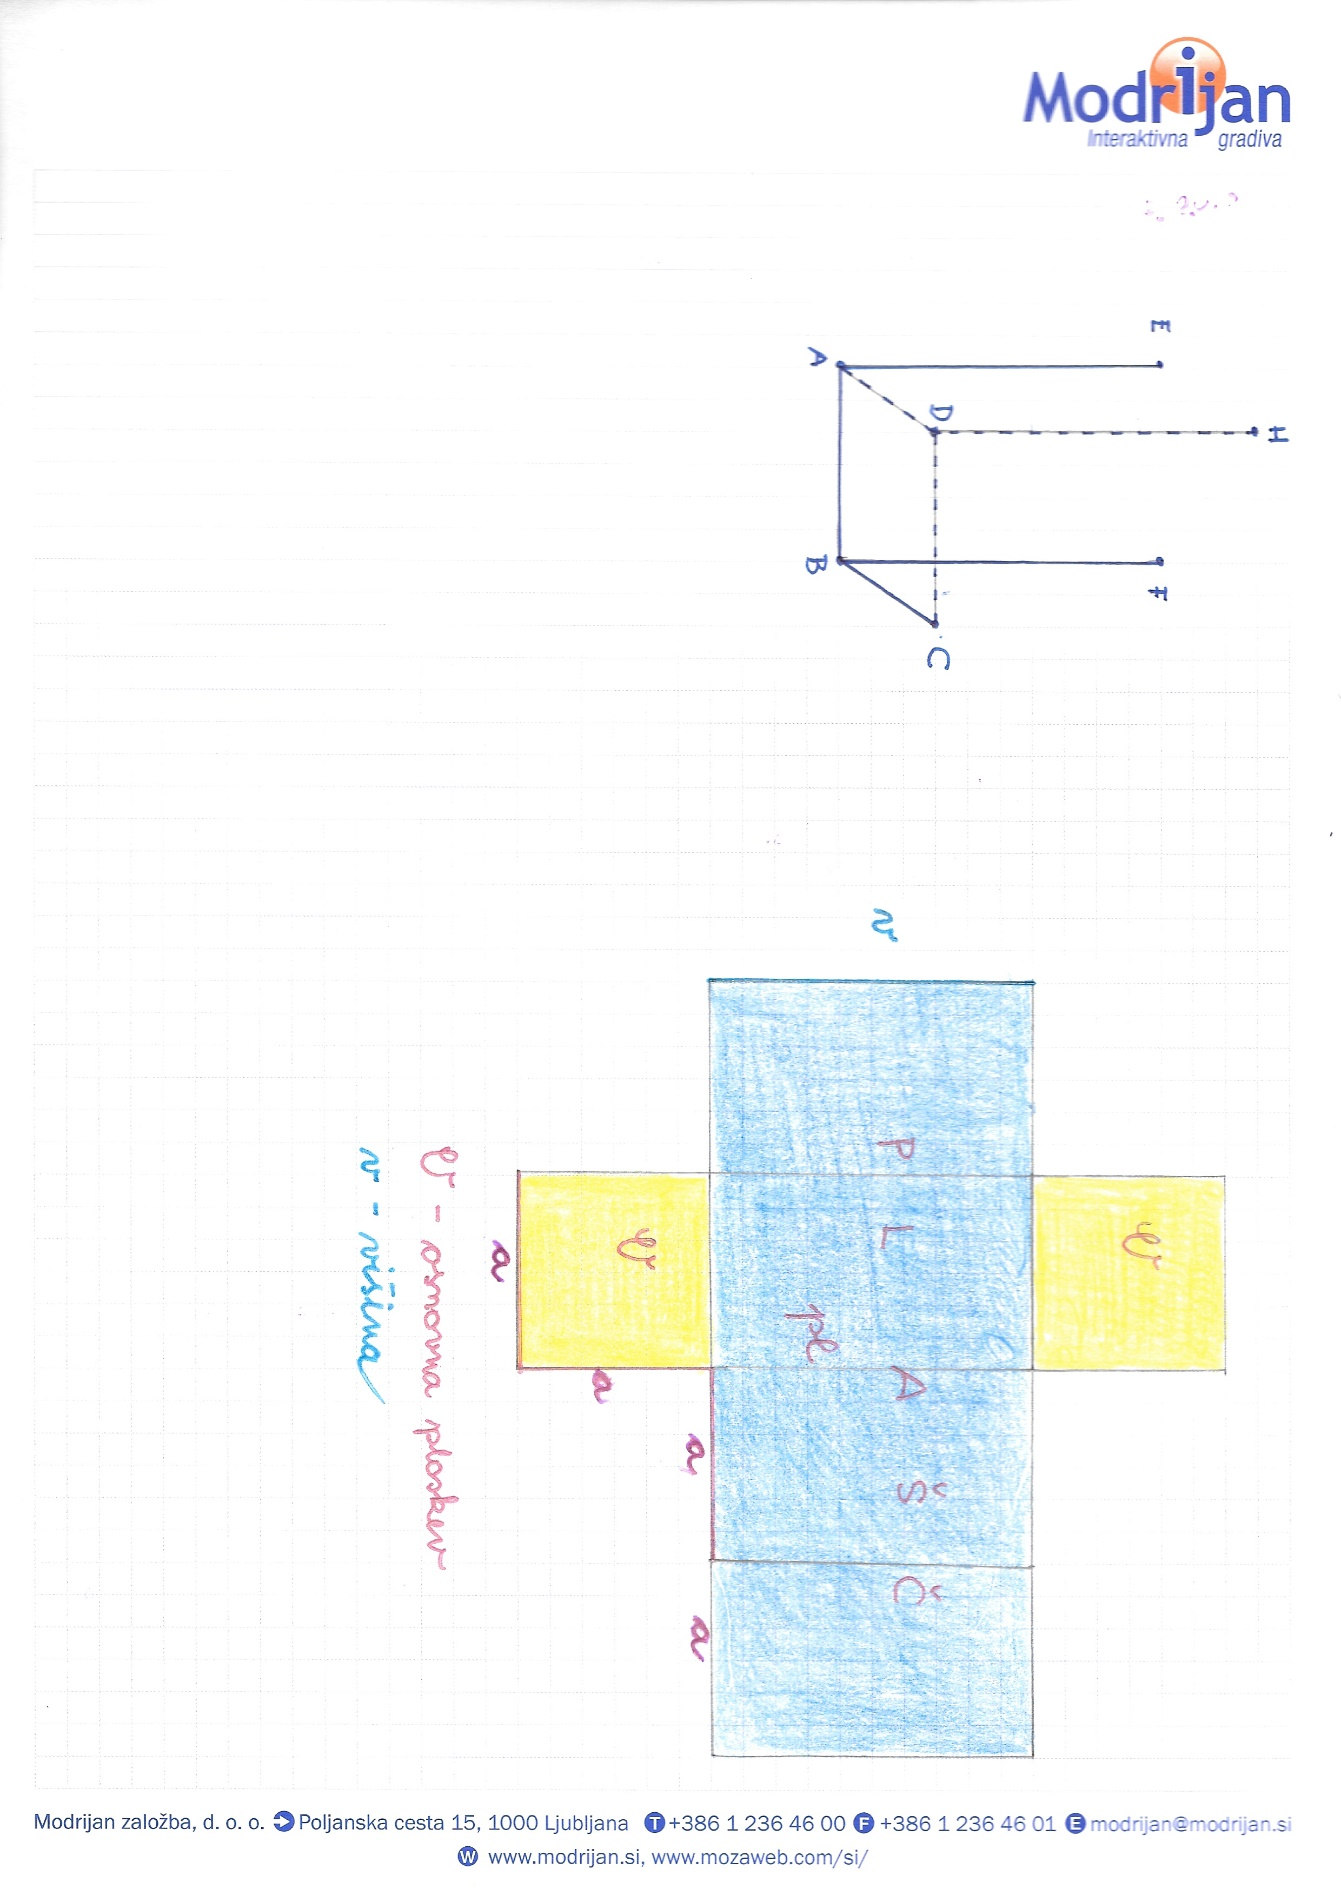 Modrijan
Interaktivna gradiva
E
H
A
D
B
F
C
v
P L A Š Č
pl
O
O
a
a
a
a
O - osnovna ploskev
v - višina
Modrijan založba, d. o. o. Poljanska cesta 15, 1000 Ljubljana T +386 1 236 46 00 F +386 1 236 46 01 E modrijan@modrijan.si
W www.modrijan.si, www.mozaweb.com/si/